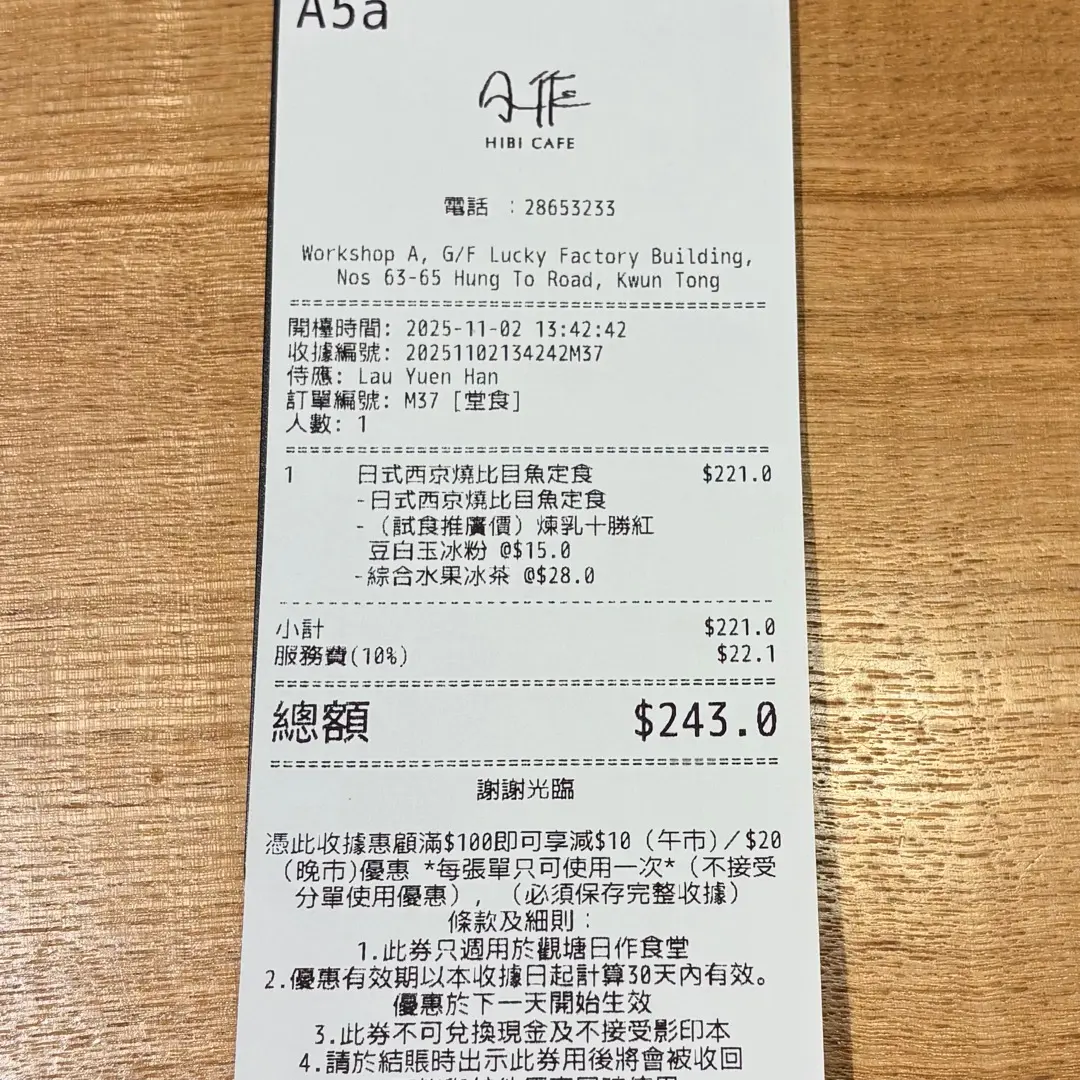 A5a
日作
HIBI CAFE
電話 :28653233
Workshop A, G/F Lucky Factory Building,
Nos 63-65 Hung To Road, Kwun Tong
開檯時間: 2025-11-02 13:42:42
收據編號: 20251102134242M37
侍應: Lau Yuen Han
訂單編號: M37 [堂食]
人數: 1
1 日式西京燒比目魚定食 $221.0
-日式西京燒比目魚定食
-（試食推廣價）煉乳十勝紅
豆白玉冰粉 @$15.0
-綜合水果冰茶 @$28.0
小計 $221.0
服務費(10%) $22.1
總額 $243.0
謝謝光臨
憑此收據惠顧滿$100即可享減$10（午市）/$20
（晚市)優惠 *每張單只可使用一次*（不接受
分單使用優惠），（必須保存完整收據）
條款及細則：
1.此券只週用於觀塘日作食堂
2.優惠有效期以本收據日起計算30天內有效。
優惠於下一天開始生效
3.此券不可兌換現金及不接受影印本
4.請於結賬時出示此券用後將會被收回